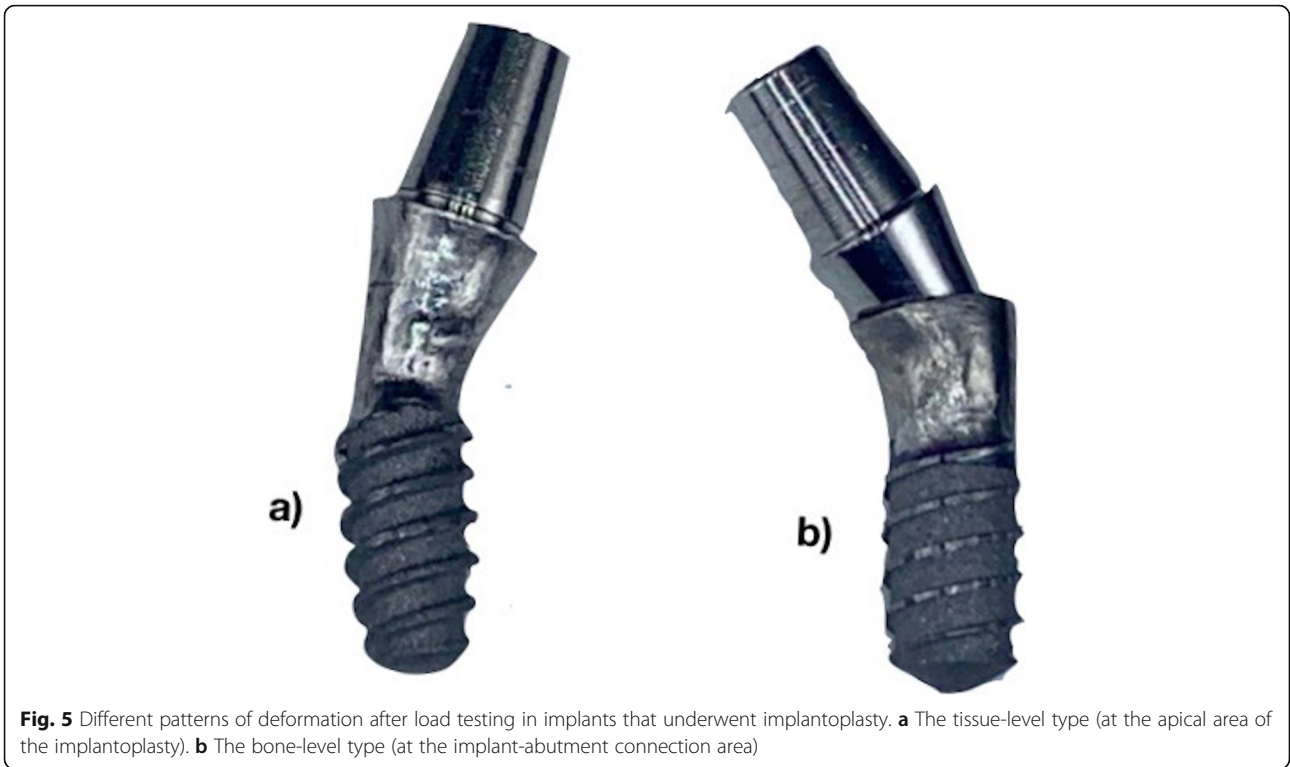 a)
b)
Fig. 5 Different patterns of deformation after load testing in implants that underwent implantoplasty. a The tissue-level type (at the apical area of
the implantoplasty). b The bone-level type (at the implant-abutment connection area)